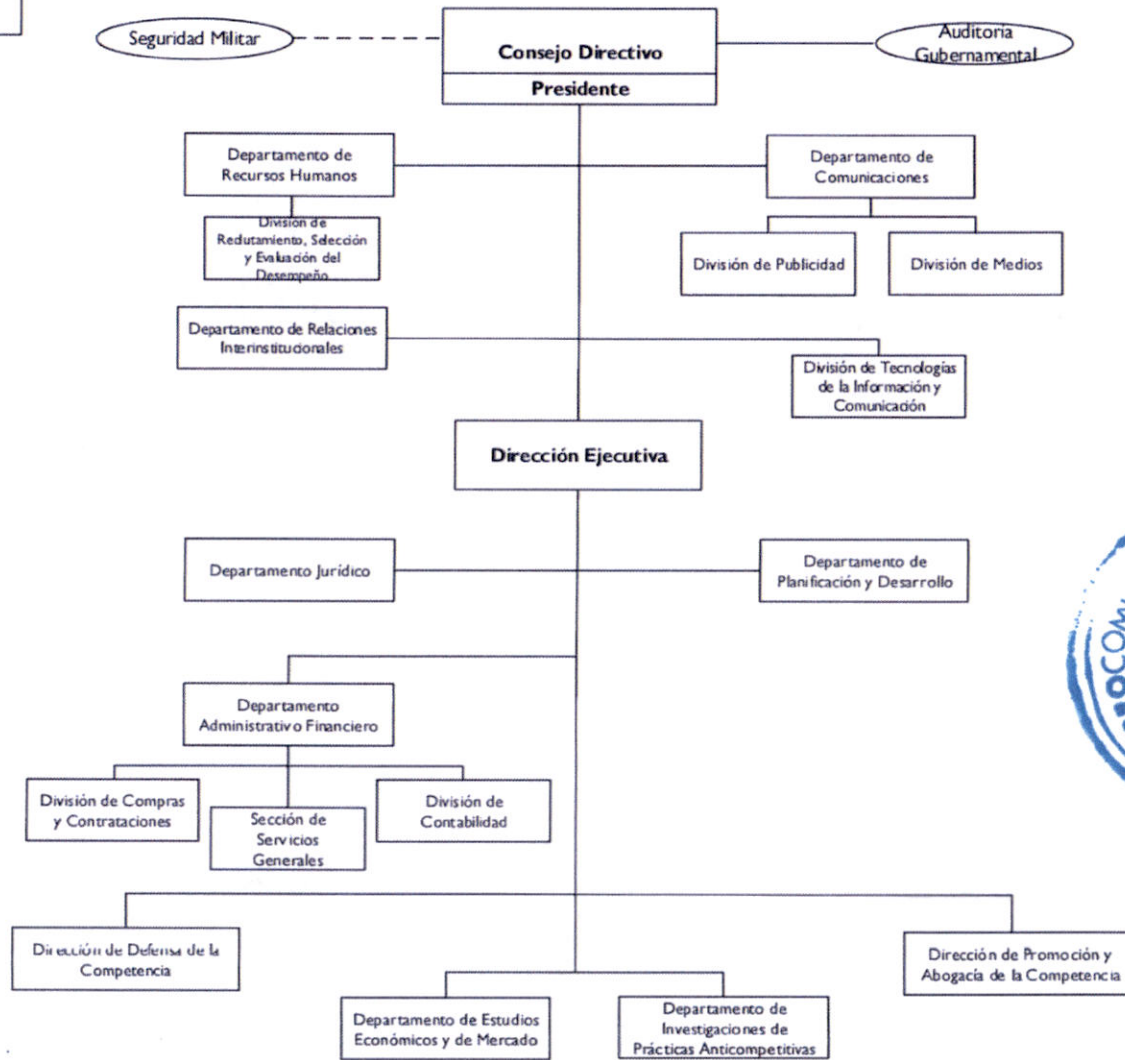 Seguridad Militar
Consejo Directivo
Presidente
Auditoría
Gubernamental
Departamento de
Recursos Humanos
Departamento de
Comunicaciones
División de
Reclutamiento, Selección
y Evaluación del
Desempeño
División de Publicidad
División de Medios
Departamento de Relaciones
Interinstitucionales
División de Tecnologías
de la Información y
Comunicación
Dirección Ejecutiva
Departamento Jurídico
Departamento de
Planificación y Desarrollo
Departamento
Administrativo Financiero
División de Compras
y Contrataciones
Sección de
Servicios
Generales
División de
Contabilidad
Dirección de Defensa de la
Competencia
Dirección de Promoción y
Abogacía de la Competencia
Departamento de Estudios
Económicos y de Mercado
Departamento de
Investigaciones de
Prácticas Anticompetitivas